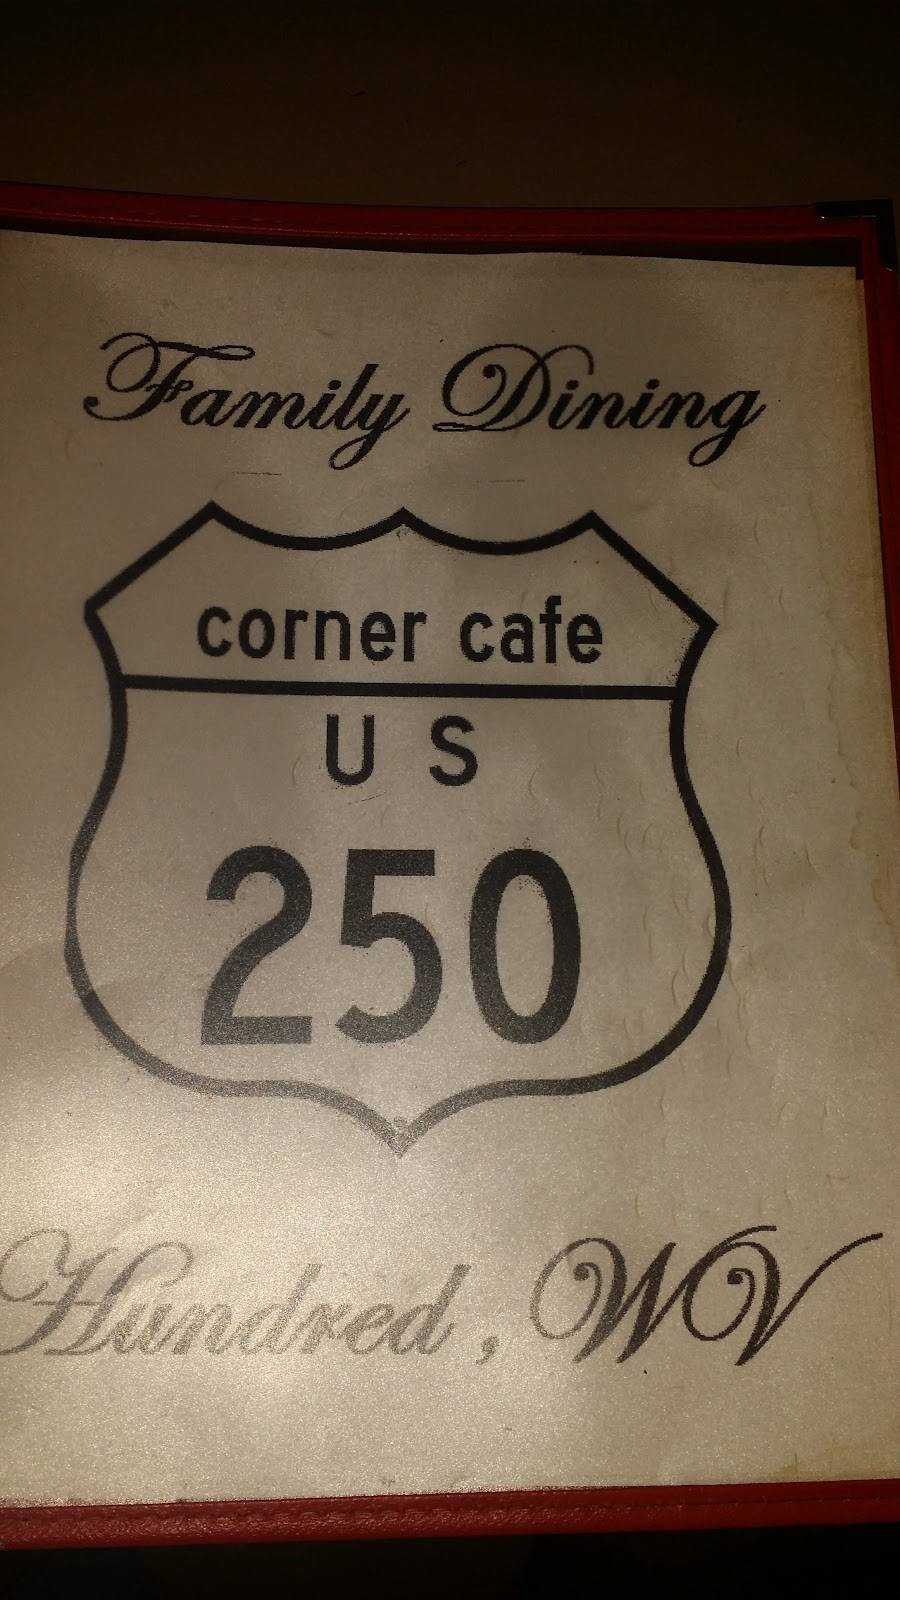 Family Dining
corner cafe
U S
250
Hundred, WV